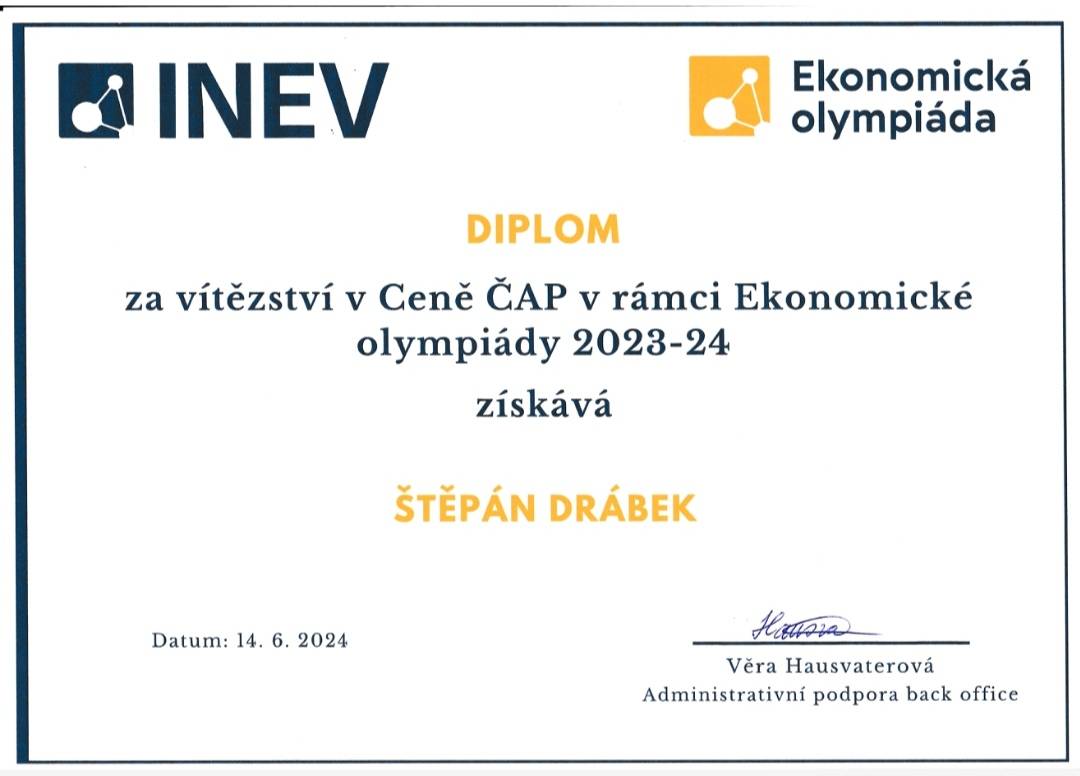 INEV
Ekonomická
olympiáda
DIPLOM
za vítězství v Ceně ČAP v rámci Ekonomické
olympiády 2023-24
získává
ŠTĚPÁN DRÁBEK
Datum: 14. 6. 2024
Věra Hausvaterová
Administrativní podpora back office